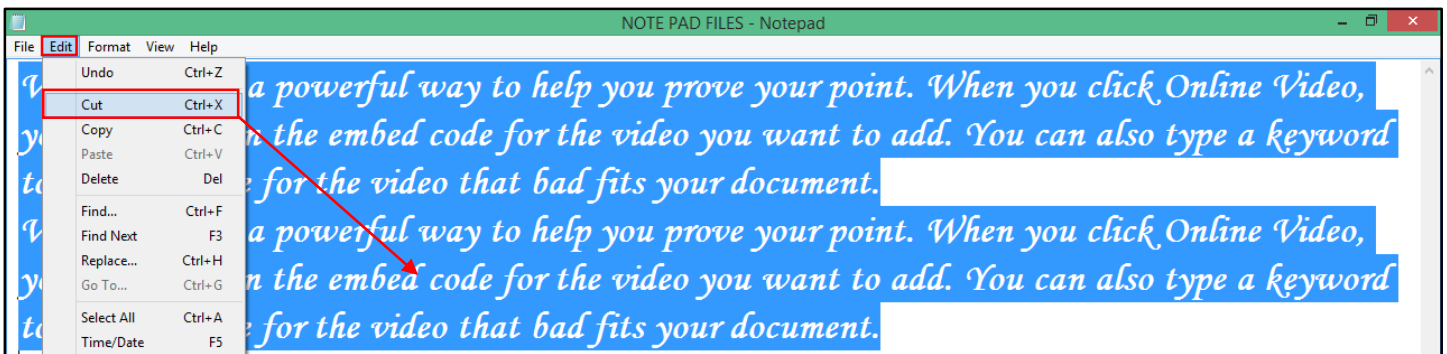 NOTE PAD FILES - Notepad
File Edit Format View Help
Undo Ctrl+Z
Cut Ctrl+X
Copy Ctrl+C
Paste Ctrl+V
Delete Del
Find... Ctrl+F
Find Next F3
Replace... Ctrl+H
Go To... Ctrl+G
Select All Ctrl+A
Time/Date F5
a powerful way to help you prove your point. When you click Online Video,
the embed code for the video you want to add. You can also type a keyword
for the video that bad fits your document.
a powerful way to help you prove your point. When you click Online Video,
the embed code for the video you want to add. You can also type a keyword
for the video that bad fits your document.